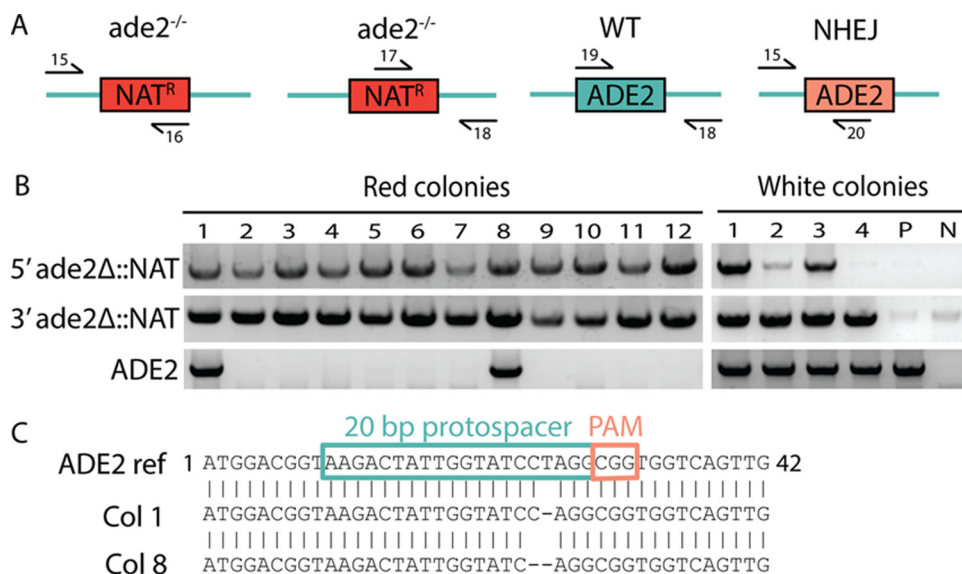 A
ade2-/- ade2-/- WT NHEJ
15 17 19 15
NATR NATR ADE2 ADE2
16 18 18 20
B
Red colonies White colonies
1 2 3 4 5 6 7 8 9 10 11 12 1 2 3 4 P N
5' ade2Δ::NAT
3' ade2Δ::NAT
ADE2
C
20 bp protospacer PAM
ADE2 ref 1 ATGGACGGTAAGACTATTGGTATCCTAGGCGGTGGTCAGTTG 42
Col 1 ATGGACGGTAAGACTATTGGTATCC-AGGCGGTGGTCAGTTG
Col 8 ATGGACGGTAAGACTATTGGTATC--AGGCGGTGGTCAGTTG